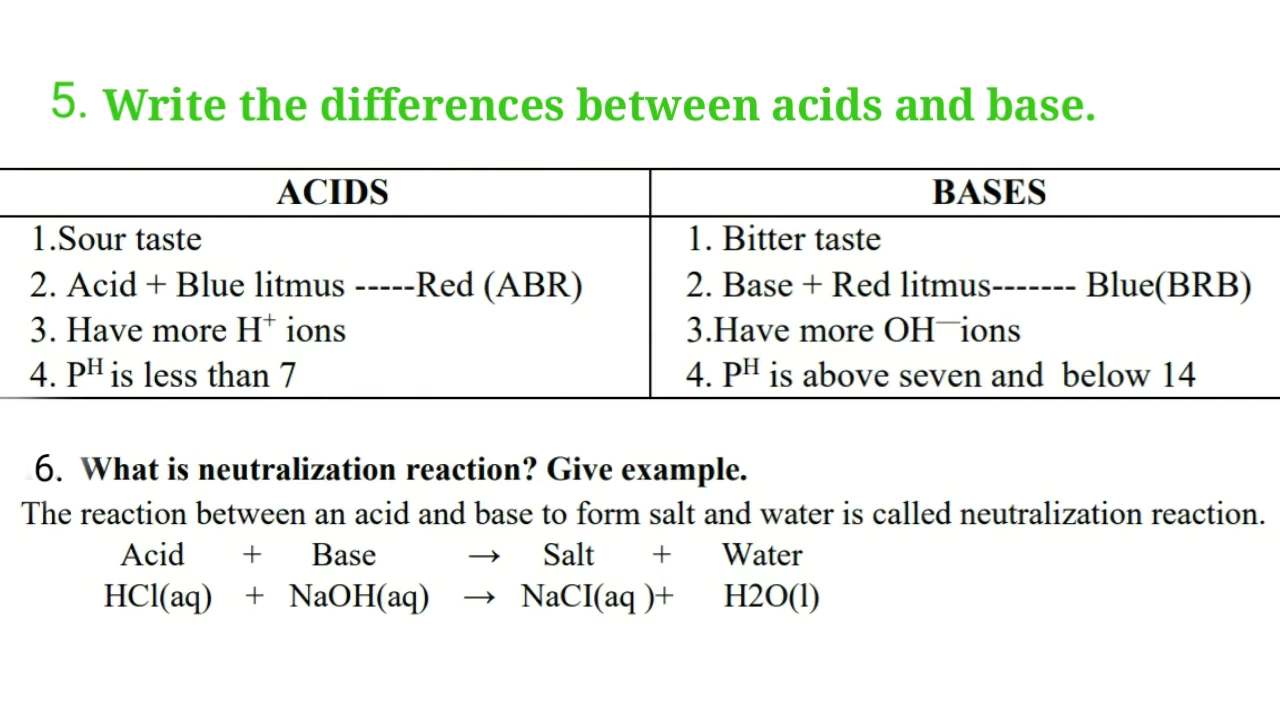 5. Write the differences between acids and base.
ACIDS BASES
1.Sour taste 1. Bitter taste
2. Acid + Blue litmus -----Red (ABR) 2. Base + Red litmus------- Blue(BRB)
3. Have more H⁺ ions 3.Have more OH⁻ions
4. Pᴴ is less than 7 4. Pᴴ is above seven and below 14
6. What is neutralization reaction? Give example.
The reaction between an acid and base to form salt and water is called neutralization reaction.
Acid + Base → Salt + Water
HCl(aq) + NaOH(aq) → NaCI(aq )+ H2O(l)